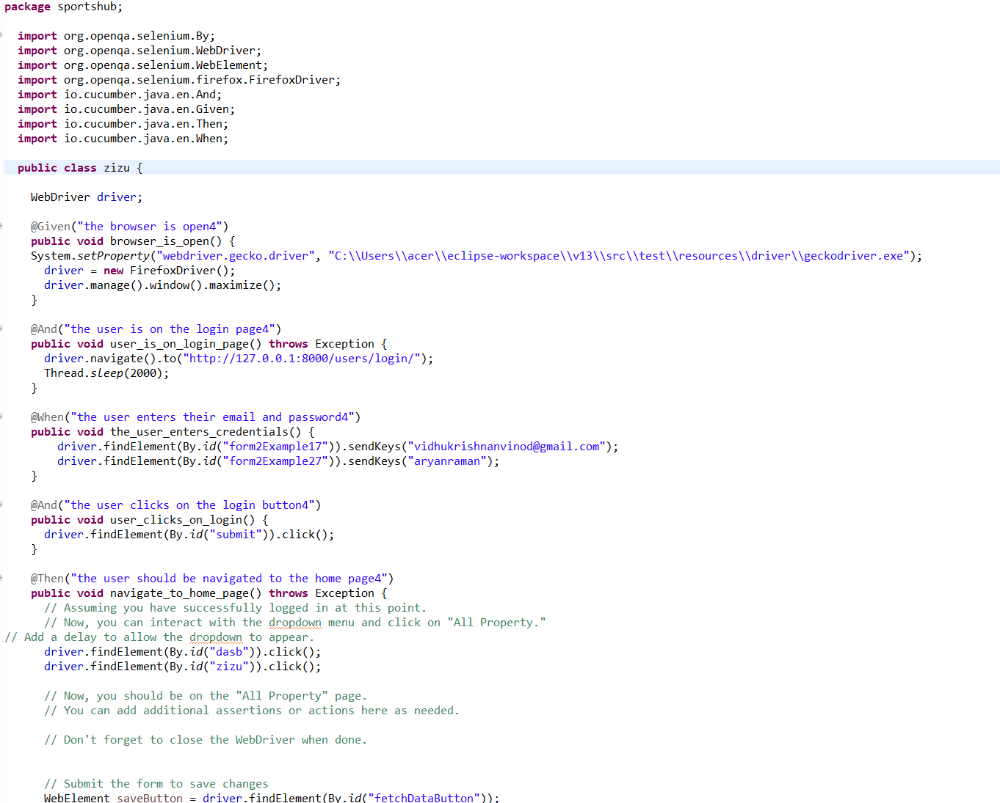 package sportshub;
import org.openqa.selenium.By;
import org.openqa.selenium.WebDriver;
import org.openqa.selenium.WebElement;
import org.openqa.selenium.firefox.FirefoxDriver;
import io.cucumber.java.en.And;
import io.cucumber.java.en.Given;
import io.cucumber.java.en.Then;
import io.cucumber.java.en.When;
public class zizu {
WebDriver driver;
@Given("the browser is open4")
public void browser_is_open() {
System.setProperty("webdriver.gecko.driver", "C:\\Users\\acer\\eclipse-workspace\\v13\\src\\test\\resources\\driver\\geckodriver.exe");
driver = new FirefoxDriver();
driver.manage().window().maximize();
}
@And("the user is on the login page4")
public void user_is_on_login_page() throws Exception {
driver.navigate().to("http://127.0.0.1:8000/users/login/");
Thread.sleep(2000);
}
@When("the user enters their email and password4")
public void the_user_enters_credentials() {
driver.findElement(By.id("form2Example17")).sendKeys("vidhukrishnanvinod@gmail.com");
driver.findElement(By.id("form2Example27")).sendKeys("aryanraman");
}
@And("the user clicks on the login button4")
public void user_clicks_on_login() {
driver.findElement(By.id("submit")).click();
}
@Then("the user should be navigated to the home page4")
public void navigate_to_home_page() throws Exception {
// Assuming you have successfully logged in at this point.
// Now, you can interact with the dropdown menu and click on "All Property."
// Add a delay to allow the dropdown to appear.
driver.findElement(By.id("dasb")).click();
driver.findElement(By.id("zizu")).click();
// Now, you should be on the "All Property" page.
// You can add additional assertions or actions here as needed.
// Don't forget to close the WebDriver when done.
// Submit the form to save changes
WebElement saveButton = driver.findElement(By.id("fetchDataButton"));